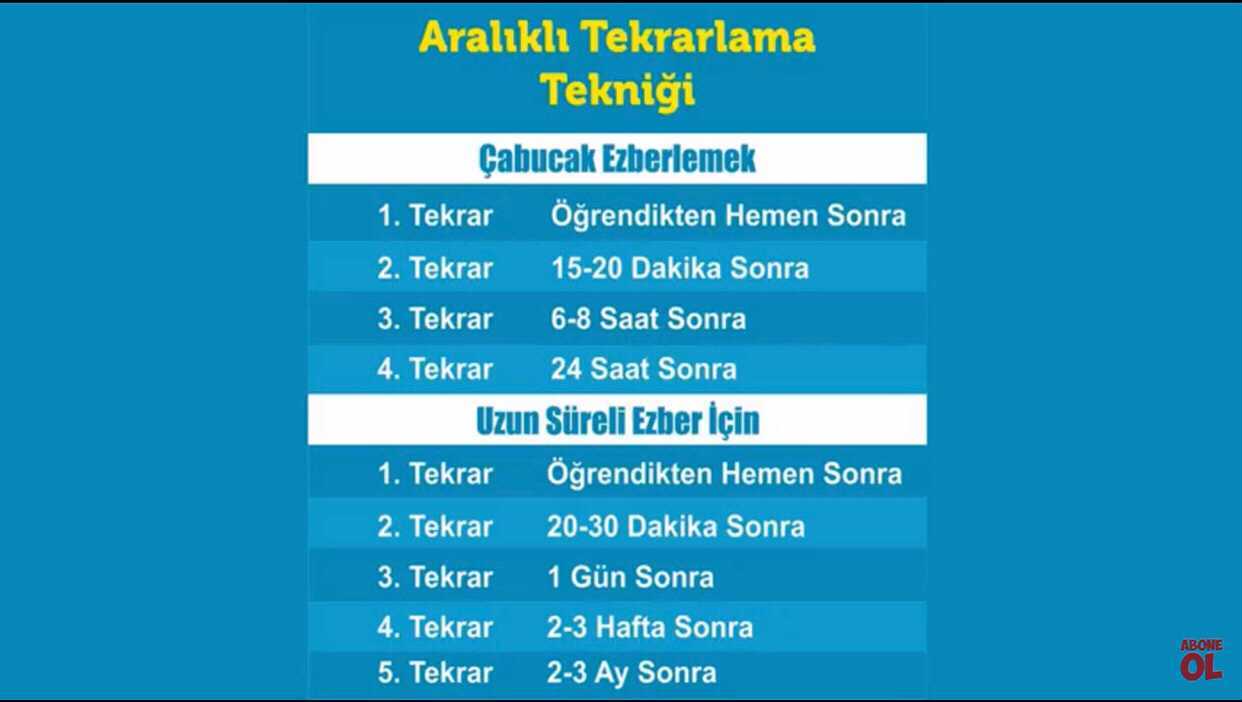 Aralıklı Tekrarlama
Tekniği
Çabucak Ezberlemek
1. Tekrar Öğrendikten Hemen Sonra
2. Tekrar 15-20 Dakika Sonra
3. Tekrar 6-8 Saat Sonra
4. Tekrar 24 Saat Sonra
Uzun Süreli Ezber İçin
1. Tekrar Öğrendikten Hemen Sonra
2. Tekrar 20-30 Dakika Sonra
3. Tekrar 1 Gün Sonra
4. Tekrar 2-3 Hafta Sonra
5. Tekrar 2-3 Ay Sonra
ABONE
OL